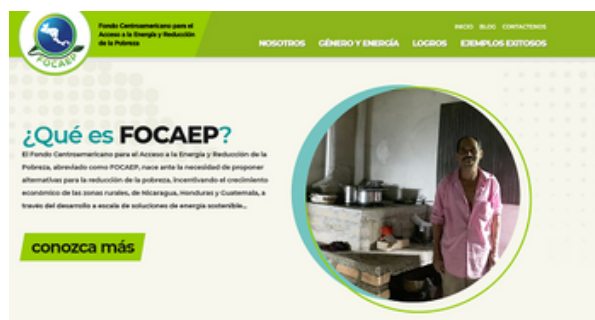 Fondo Centroamericano para el
Acceso a la Energía y Reducción
de la Pobreza
FOCAEP
INICIO BLOG CONTACTENOS
NOSOTROS GÉNERO Y ENERGÍA LOGROS EJEMPLOS EXITOSOS
¿Qué es FOCAEP?
El Fondo Centroamericano para el Acceso a la Energía y Reducción de la
Pobreza, abreviado como FOCAEP, nace ante la necesidad de proponer
alternativas para la reducción de la pobreza, incentivando el crecimiento
económico de las zonas rurales, de Nicaragua, Honduras y Guatemala, a
través del desarrollo a escala de soluciones de energía sostenible...
conozca más